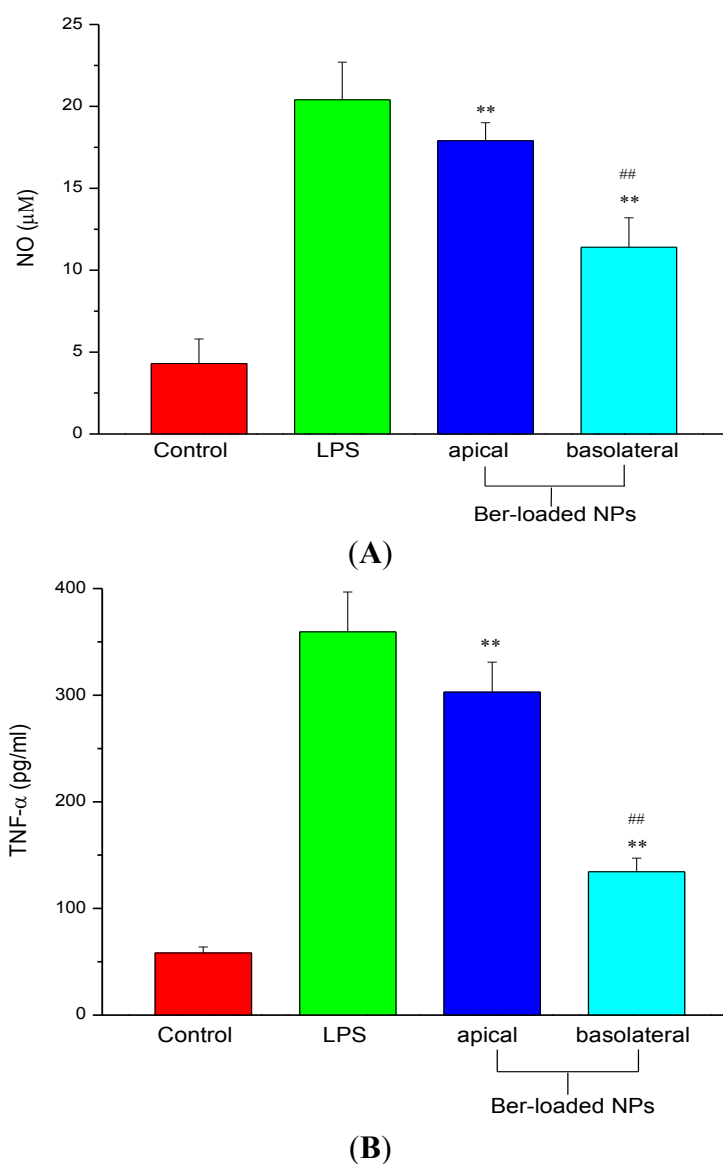 25
20
15
10
5
0
NO (μM)
**
##
**
Control LPS apical basolateral
Ber-loaded NPs
(A)
400
300
200
100
0
TNF-α (pg/ml)
**
##
**
Control LPS apical basolateral
Ber-loaded NPs
(B)